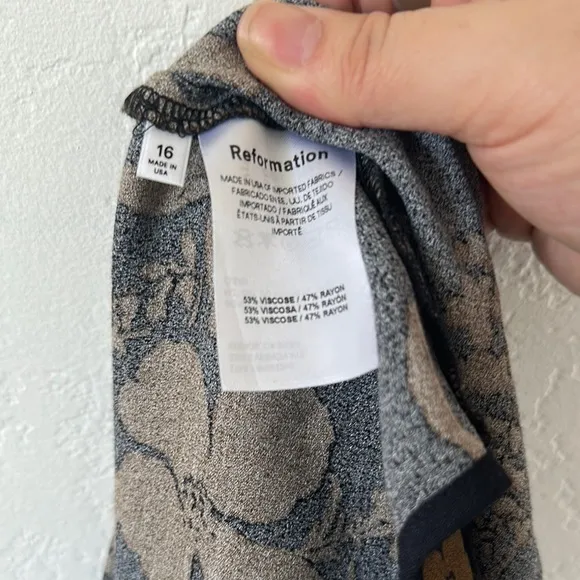 16
MADE IN
USA
Reformation
MADE IN USA OF IMPORTED FABRICS /
FABRICADO EN EE. UU. DE TEJIDO
IMPORTADO / FABRIQUÉ AUX
ÉTATS-UNIS À PARTIR DE TISSU
IMPORTÉ
53% VISCOSE / 47% RAYON
53% VISCOSA / 47% RAYÓN
53% VISCOSE / 47% RAYON